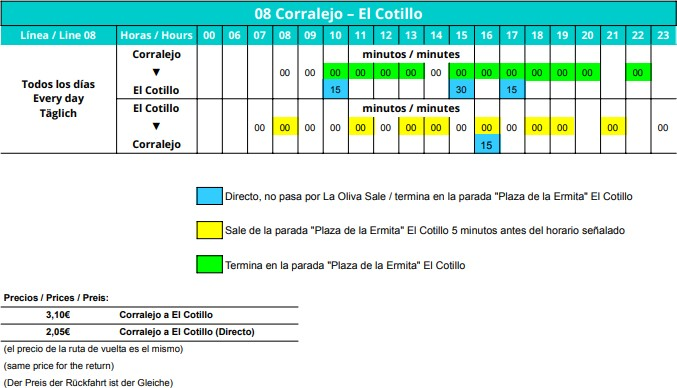 08 Corralejo – El Cotillo
Línea / Line 08 Horas / Hours 00 06 07 08 09 10 11 12 13 14 15 16 17 18 19 20 21 22 23
Todos los días
Every day
Täglich
Corralejo minutos / minutes
▼ 00 00 00 00 00 00 00 00 00 00 00 00 00 00
El Cotillo 15 30 15
El Cotillo minutos / minutes
▼ 00 00 00 00 00 00 00 00 00 00 00 00 00 00 00
Corralejo 15
Directo, no pasa por La Oliva Sale / termina en la parada "Plaza de la Ermita" El Cotillo
Sale de la parada "Plaza de la Ermita" El Cotillo 5 minutos antes del horario señalado
Termina en la parada "Plaza de la Ermita" El Cotillo
Precios / Prices / Preis:
3,10€ Corralejo a El Cotillo
2,05€ Corralejo a El Cotillo (Directo)
(el precio de la ruta de vuelta es el mismo)
(same price for the return)
(Der Preis der Rückfahrt ist der Gleiche)